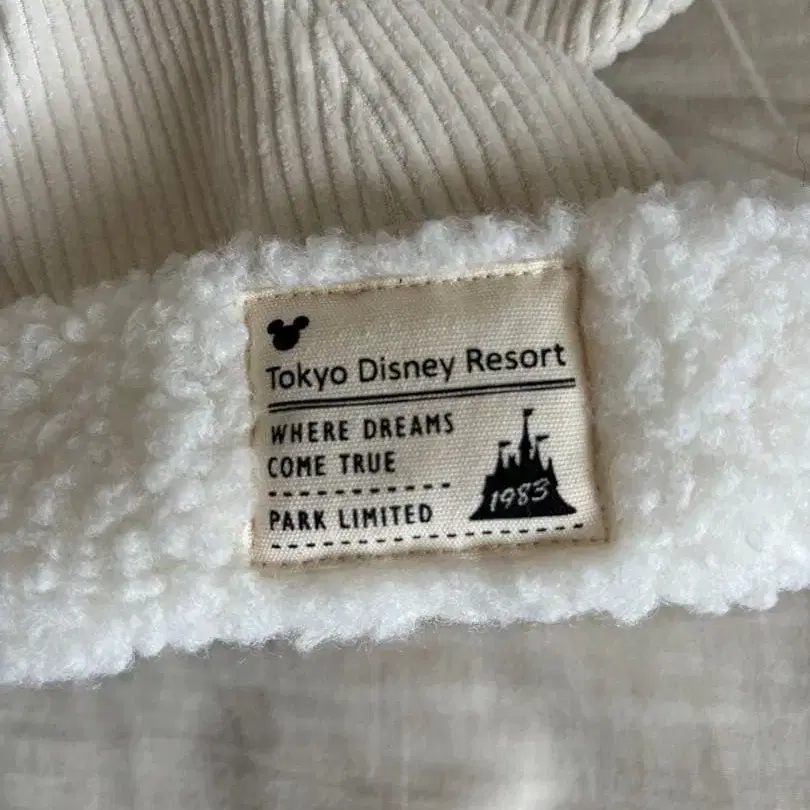 Tokyo Disney Resort
WHERE DREAMS
COME TRUE
PARK LIMITED
1983